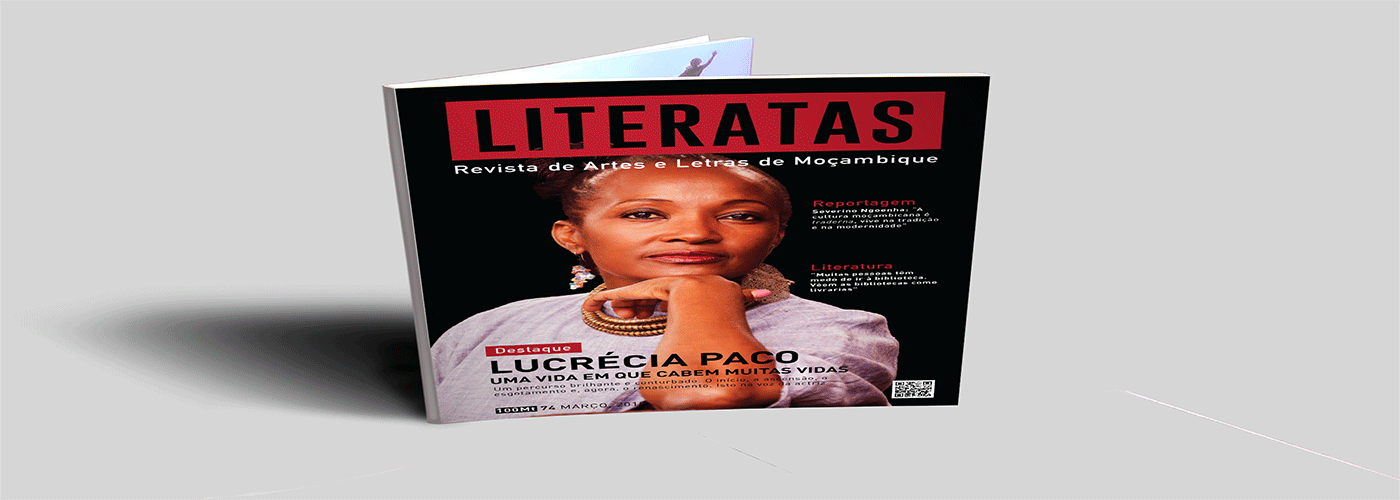 LITERATAS
Revista de Artes e Letras de Moçambique
Reportagem
Severino Ngoenha: "A
cultura moçambicana é
traderna, vive na tradição
e na modernidade"
Literatura
"Muitas pessoas têm
medo de ir à biblioteca.
Vêem as bibliotecas como
livrarias"
Destaque
LUCRÉCIA PACO
UMA VIDA EM QUE CABEM MUITAS VIDAS
Um percurso brilhante e conturbado. O início, a ascensão, o
esgotamento e, agora, o renascimento. Isto na voz da actriz
100Mt 74 MARÇO,